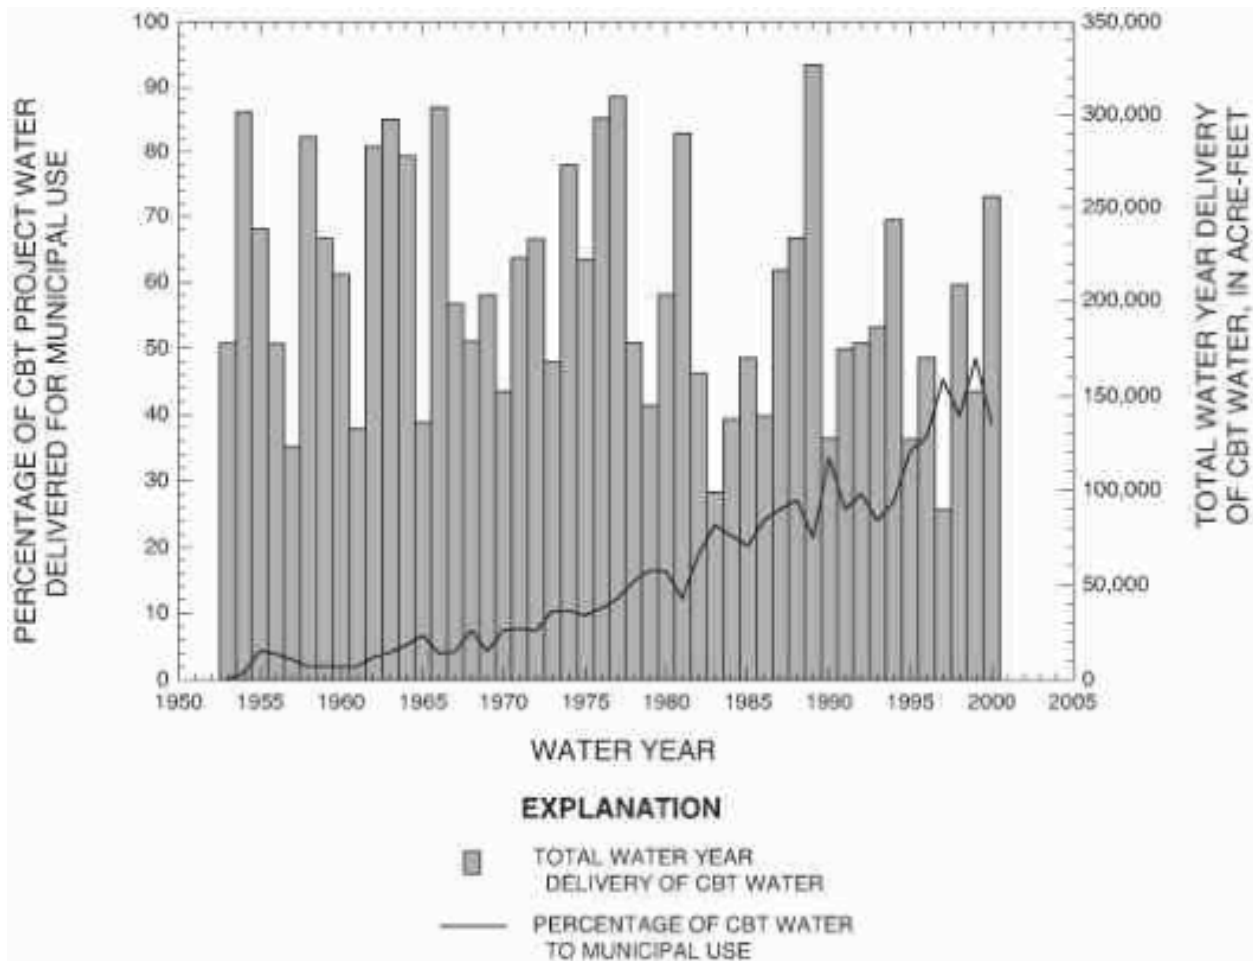 PERCENTAGE OF CBT PROJECT WATER
DELIVERED FOR MUNICIPAL USE
100
90
80
70
60
50
40
30
20
10
0
350,000
300,000
250,000
200,000
150,000
100,000
50,000
0
TOTAL WATER YEAR DELIVERY
OF CBT WATER, IN ACRE-FEET
1950 1955 1960 1965 1970 1975 1980 1985 1990 1995 2000 2005
WATER YEAR
EXPLANATION
TOTAL WATER YEAR
DELIVERY OF CBT WATER
PERCENTAGE OF CBT WATER
TO MUNICIPAL USE